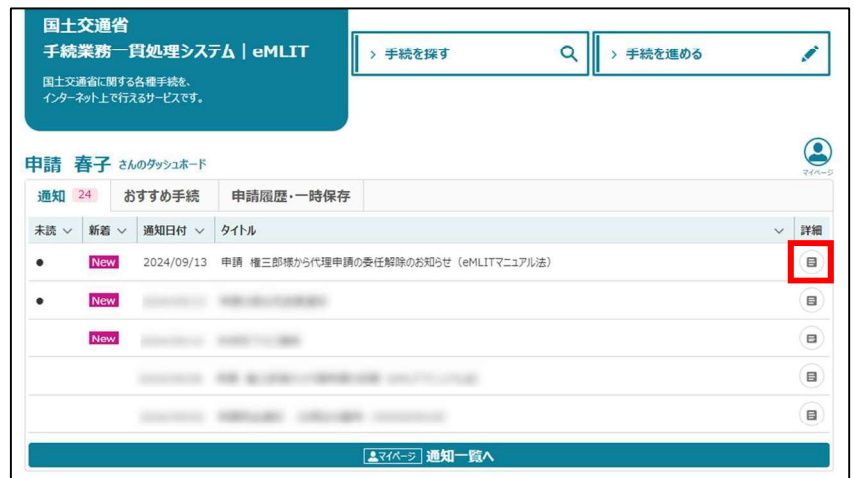 国土交通省
手続業務一貫処理システム | eMLIT
国土交通省に関する各種手続を、
インターネット上で行えるサービスです。
手続を探す
手続を進める
申請 春子 さんのダッシュボード
マイページ
通知 24 おすすめ手続 申請履歴・一時保存
未読 新着 通知日付 タイトル 詳細
New 2024/09/13 申請 権三郎様から代理申請の委任解除のお知らせ（eMLITマニュアル法）
New
New
マイページ 通知一覧へ